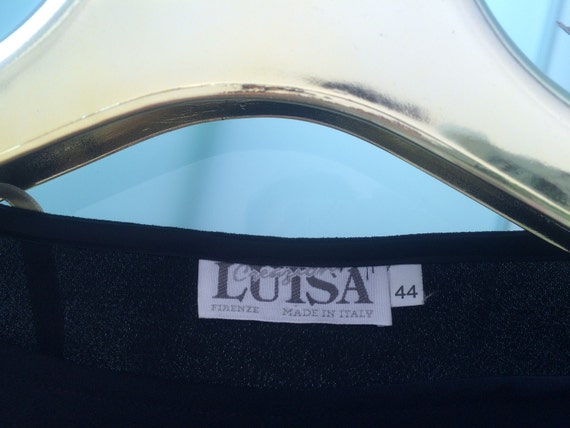 Creazioni
LUISA 44
FIRENZE MADE IN ITALY